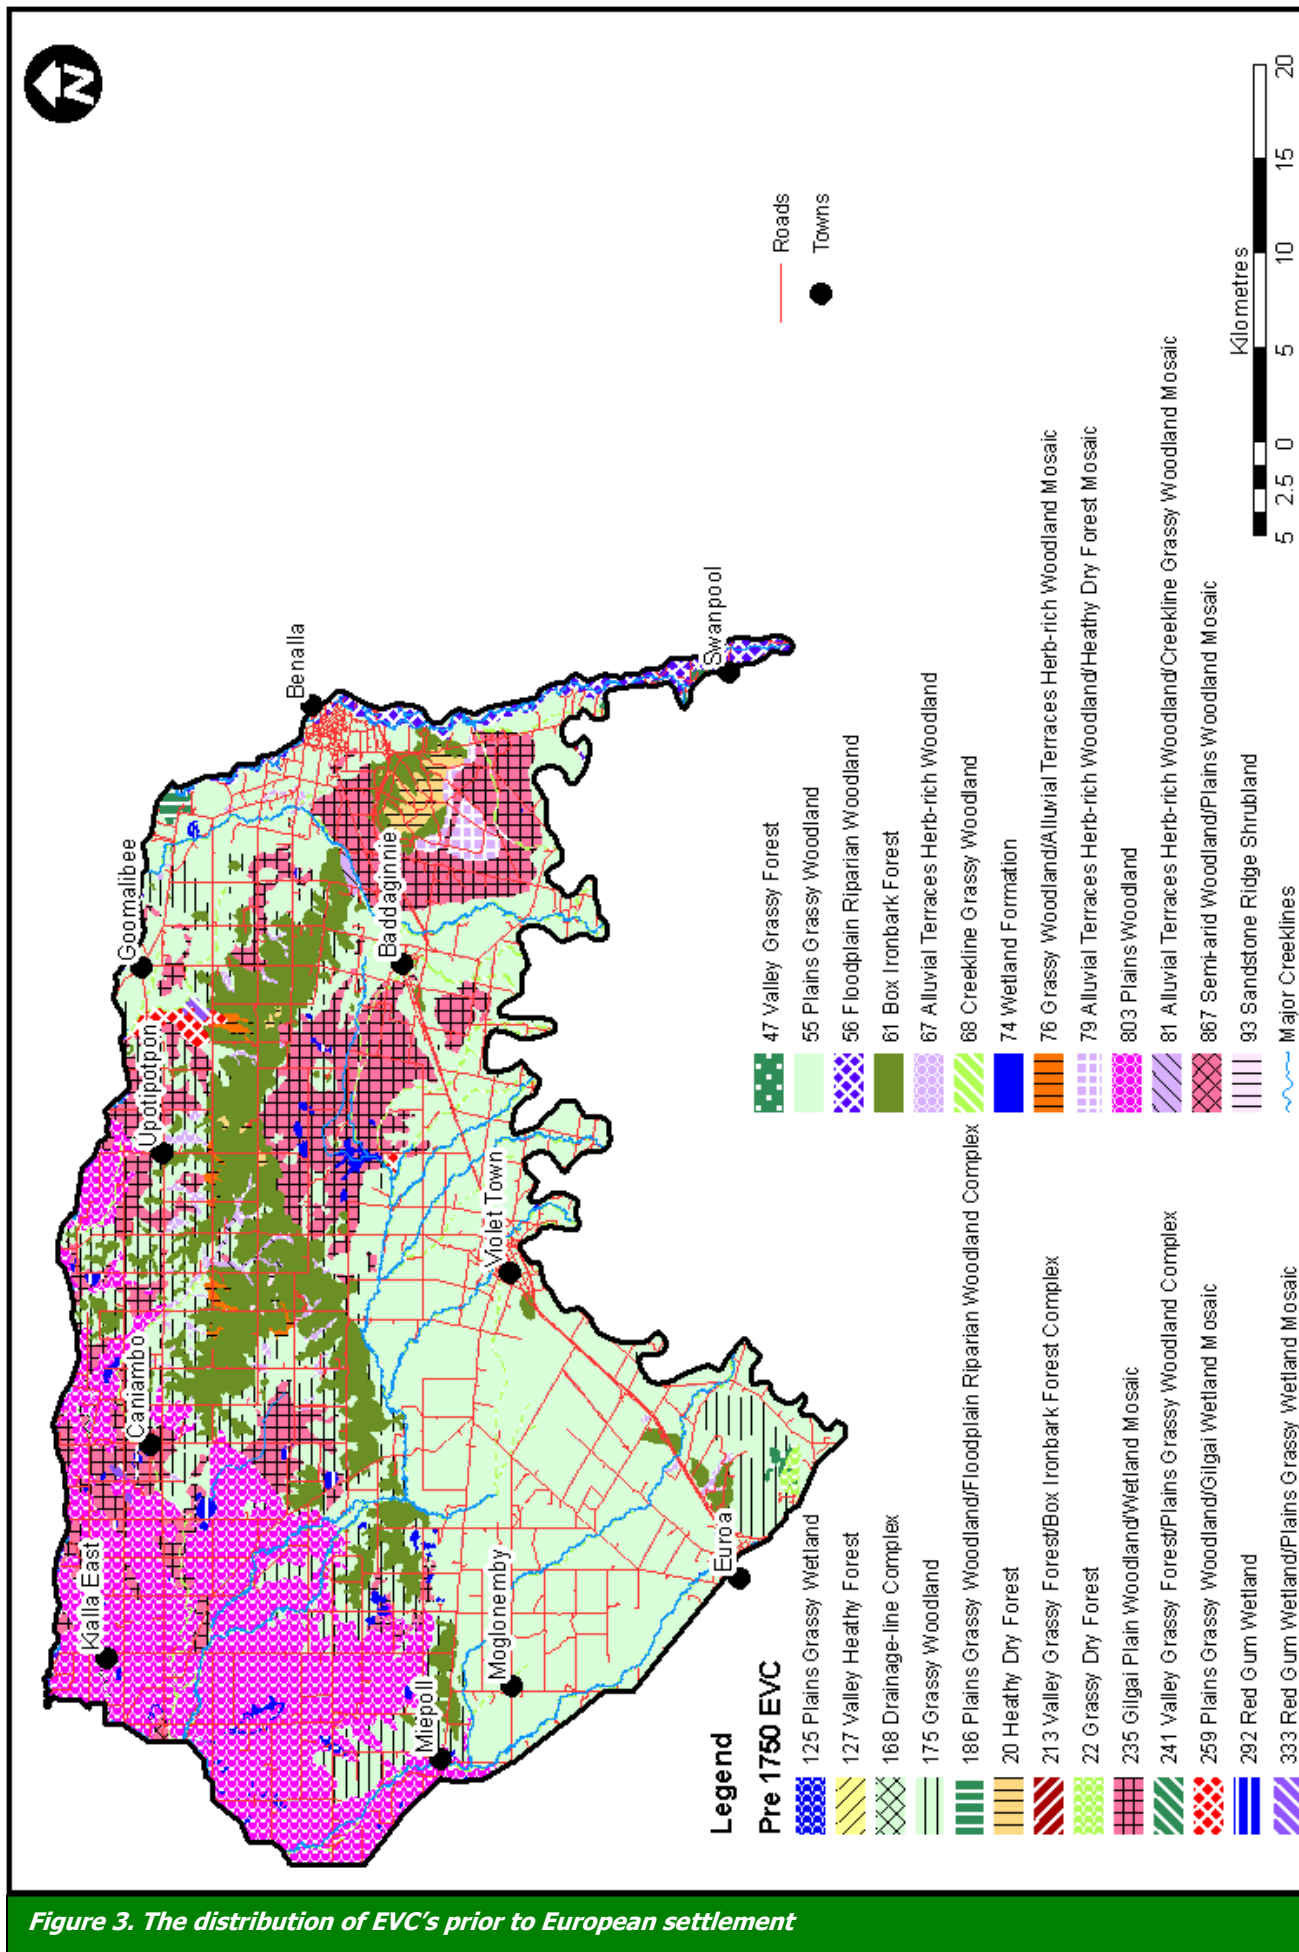 N
Kialla East
Caniambo
Upotipotpon
Goomalibee
Benalla
Miepoll
Moglonemby
Violet Town
Baddaginnie
Euroa
Swanpool
Roads
Towns
Legend
Pre 1750 EVC
125 Plains Grassy Wetland
127 Valley Heathy Forest
168 Drainage-line Complex
175 Grassy Woodland
186 Plains Grassy Woodland/Floodplain Riparian Woodland Complex
20 Heathy Dry Forest
213 Valley Grassy Forest/Box Ironbark Forest Complex
22 Grassy Dry Forest
235 Gilgai Plain Woodland/Wetland Mosaic
241 Valley Grassy Forest/Plains Grassy Woodland Complex
259 Plains Grassy Woodland/Gilgai Wetland Mosaic
292 Red Gum Wetland
333 Red Gum Wetland/Plains Grassy Wetland Mosaic
47 Valley Grassy Forest
55 Plains Grassy Woodland
56 Floodplain Riparian Woodland
61 Box Ironbark Forest
67 Alluvial Terraces Herb-rich Woodland
68 Creekline Grassy Woodland
74 Wetland Formation
76 Grassy Woodland/Alluvial Terraces Herb-rich Woodland Mosaic
79 Alluvial Terraces Herb-rich Woodland/Heathy Dry Forest Mosaic
803 Plains Woodland
81 Alluvial Terraces Herb-rich Woodland/Creekline Grassy Woodland Mosaic
867 Semi-arid Woodland/Plains Woodland Mosaic
93 Sandstone Ridge Shrubland
Major Creeklines
Kilometres
5 2.5 0 5 10 15 20
Figure 3. The distribution of EVC's prior to European settlement